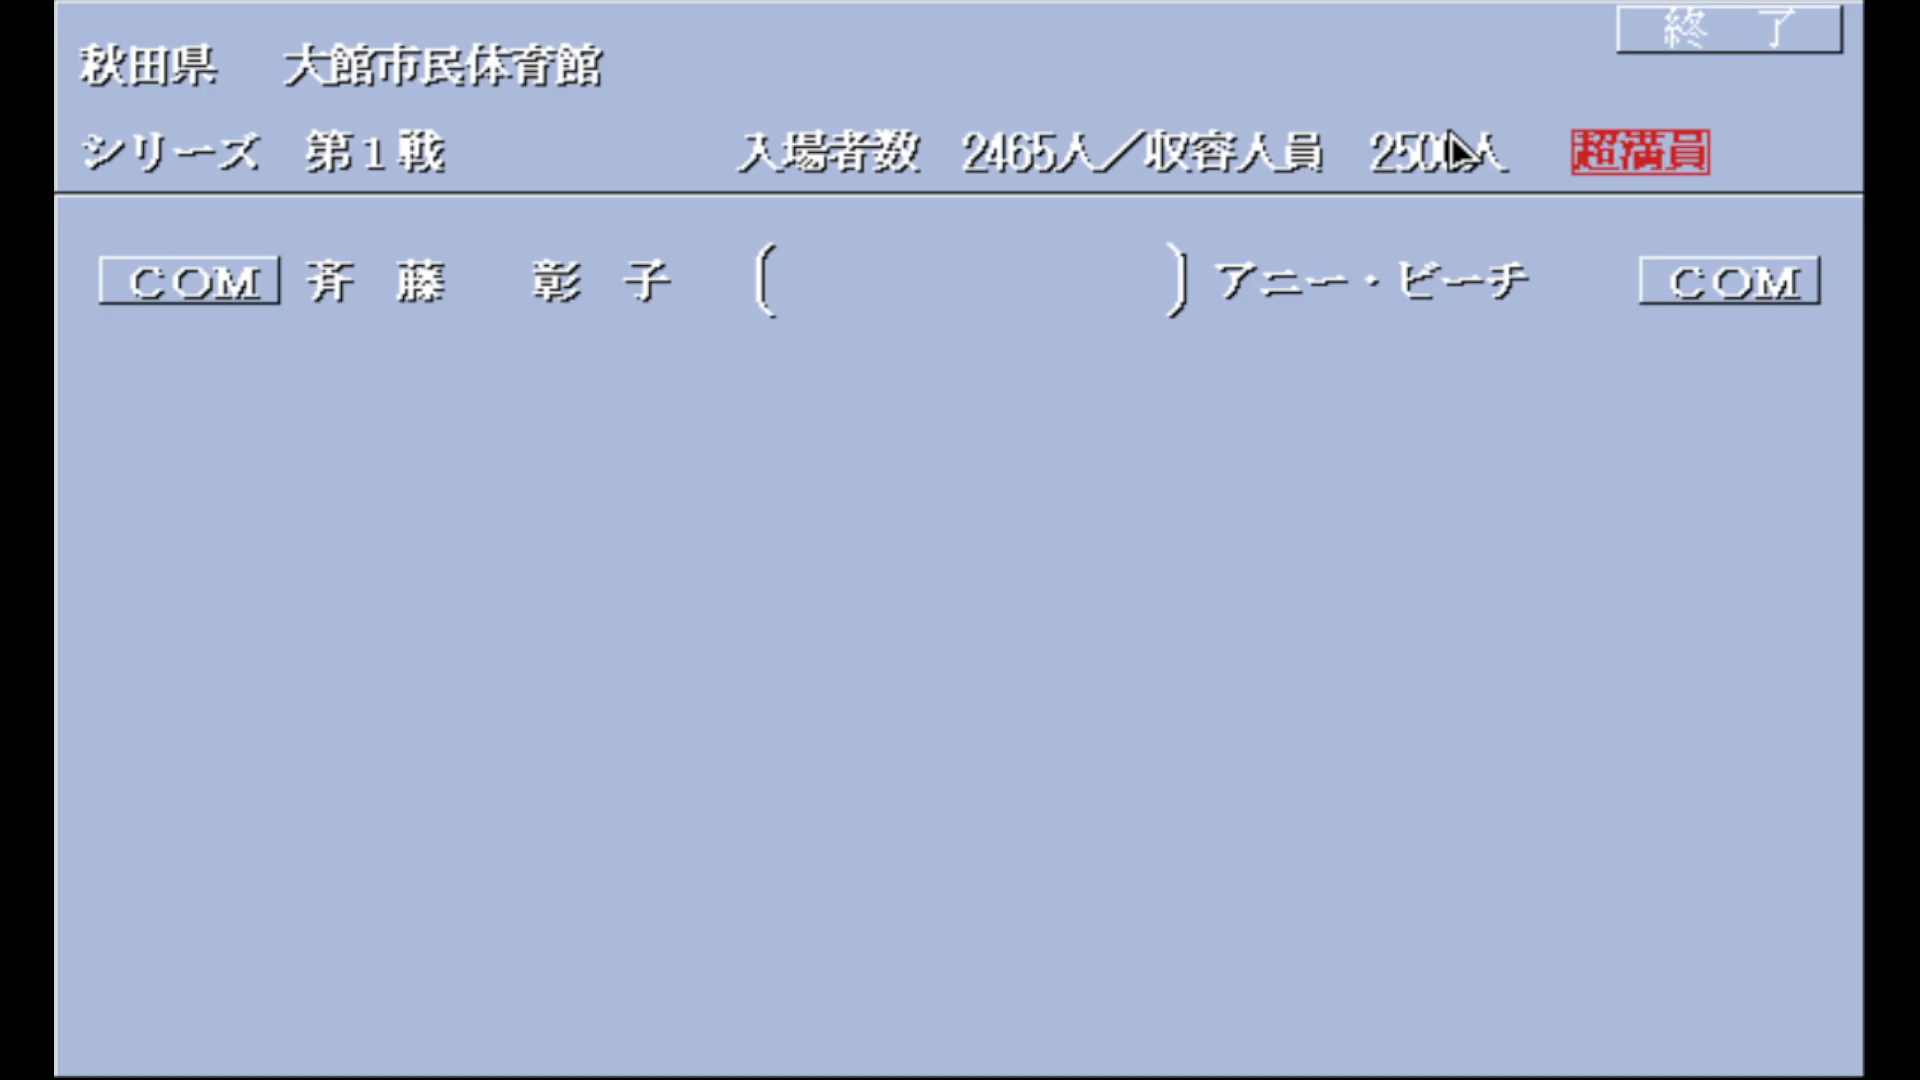 終 了
秋田県 大館市民体育館
シリーズ 第1戦 入場者数 2465人/収容人員 2500人 超満員
COM 斉藤 彰子 ( ) アニー・ビーチ COM